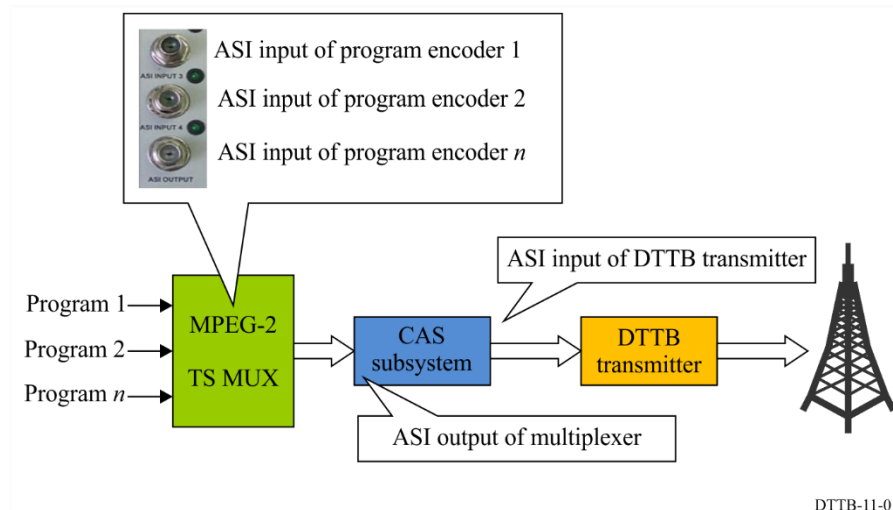 ASI input of program encoder 1
ASI INPUT 3
ASI input of program encoder 2
ASI INPUT 4
ASI input of program encoder n
ASI OUTPUT
ASI input of DTTB transmitter
Program 1
Program 2
Program n
MPEG-2
TS MUX
CAS
subsystem
DTTB
transmitter
ASI output of multiplexer
DTTB-11-0